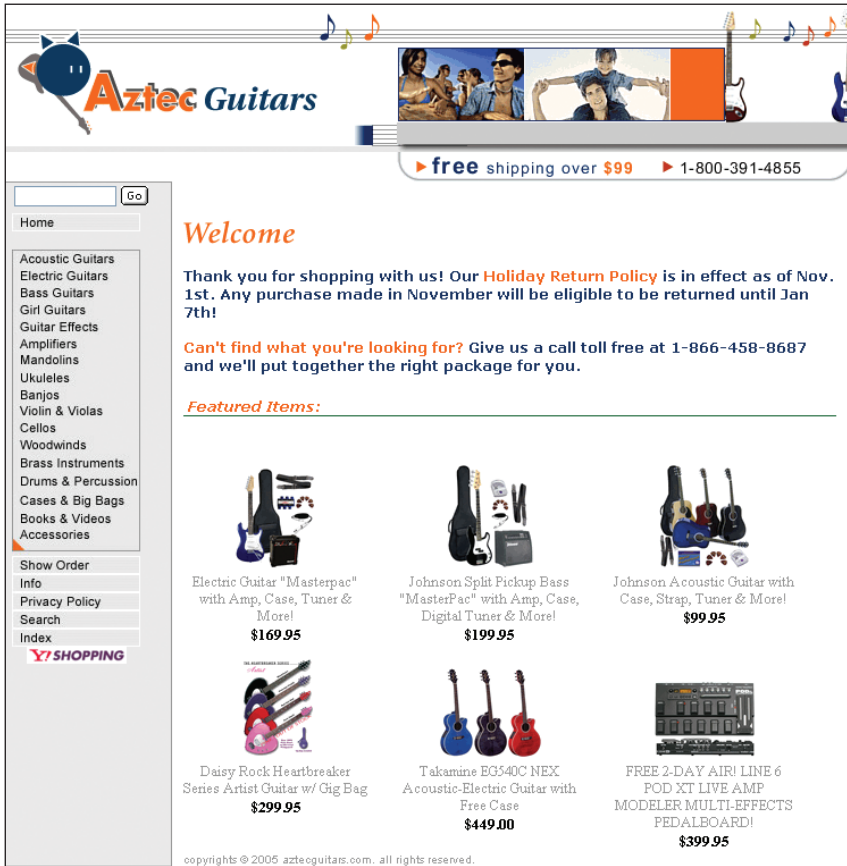 Aztec Guitars
free shipping over $99
1-800-391-4855
Go
Home
Acoustic Guitars
Electric Guitars
Bass Guitars
Girl Guitars
Guitar Effects
Amplifiers
Mandolins
Ukuleles
Banjos
Violin & Violas
Cellos
Woodwinds
Brass Instruments
Drums & Percussion
Cases & Big Bags
Books & Videos
Accessories
Show Order
Info
Privacy Policy
Search
Index
Y! SHOPPING
Welcome
Thank you for shopping with us! Our Holiday Return Policy is in effect as of Nov.
1st. Any purchase made in November will be eligible to be returned until Jan
7th!
Can't find what you're looking for? Give us a call toll free at 1-866-458-8687
and we'll put together the right package for you.
Featured Items:
Electric Guitar "Masterpac"
with Amp, Case, Tuner &
More!
$169.95
Johnson Split Pickup Bass
"MasterPac" with Amp, Case,
Digital Tuner & More!
$199.95
Johnson Acoustic Guitar with
Case, Strap, Tuner & More!
$99.95
Daisy Rock Heartbreaker
Series Artist Guitar w/ Gig Bag
$299.95
Takamine EG540C NEX
Acoustic-Electric Guitar with
Free Case
$449.00
FREE 2-DAY AIR! LINE 6
POD XT LIVE AMP
MODELER MULTI-EFFECTS
PEDALBOARD!
$399.95
copyrights © 2005 aztecguitars.com. all rights reserved.